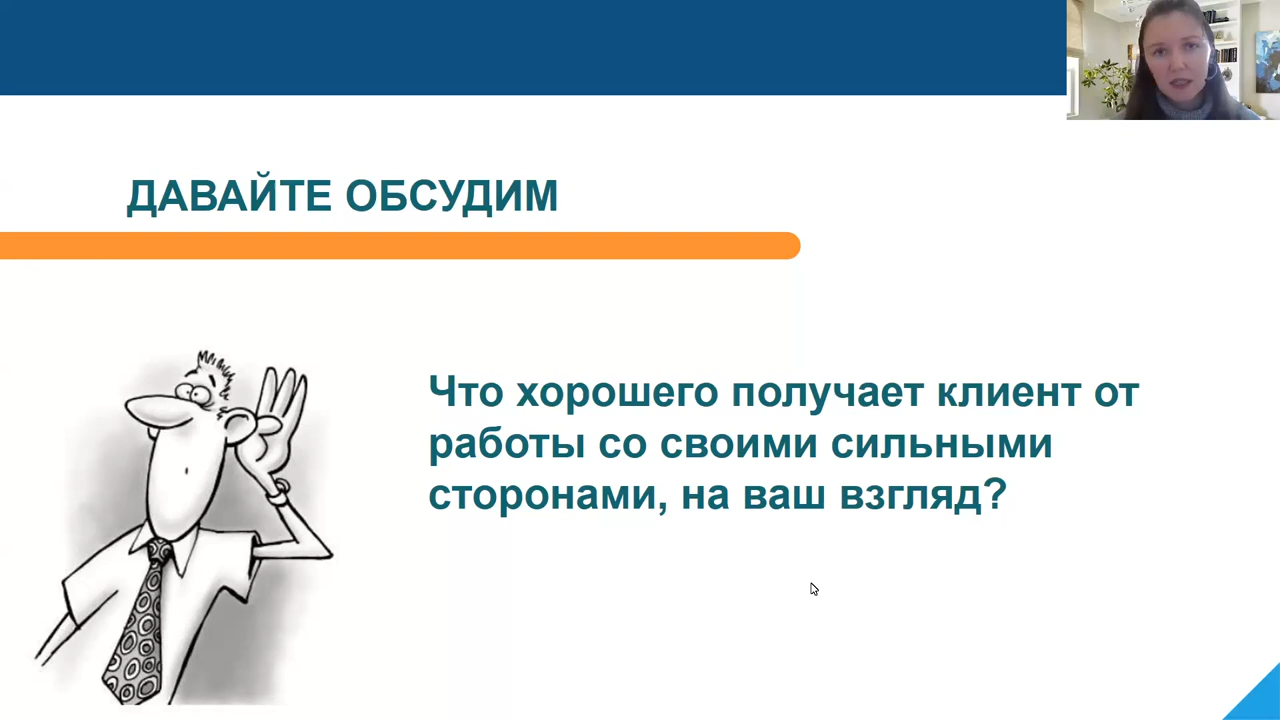 ДАВАЙТЕ ОБСУДИМ
Что хорошего получает клиент от
работы со своими сильными
сторонами, на ваш взгляд?